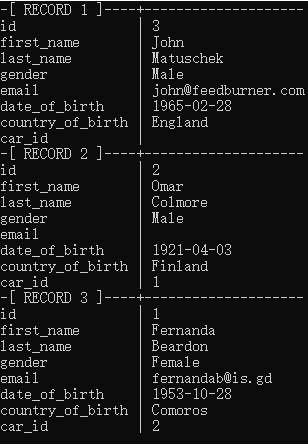 -[ RECORD 1 ]----+--------------------
id               | 3
first_name       | John
last_name        | Matuschek
gender           | Male
email            | john@feedburner.com
date_of_birth    | 1965-02-28
country_of_birth | England
car_id           |
-[ RECORD 2 ]----+--------------------
id               | 2
first_name       | Omar
last_name        | Colmore
gender           | Male
email            |
date_of_birth    | 1921-04-03
country_of_birth | Finland
car_id           | 1
-[ RECORD 3 ]----+--------------------
id               | 1
first_name       | Fernanda
last_name        | Beardon
gender           | Female
email            | fernandab@is.gd
date_of_birth    | 1953-10-28
country_of_birth | Comoros
car_id           | 2